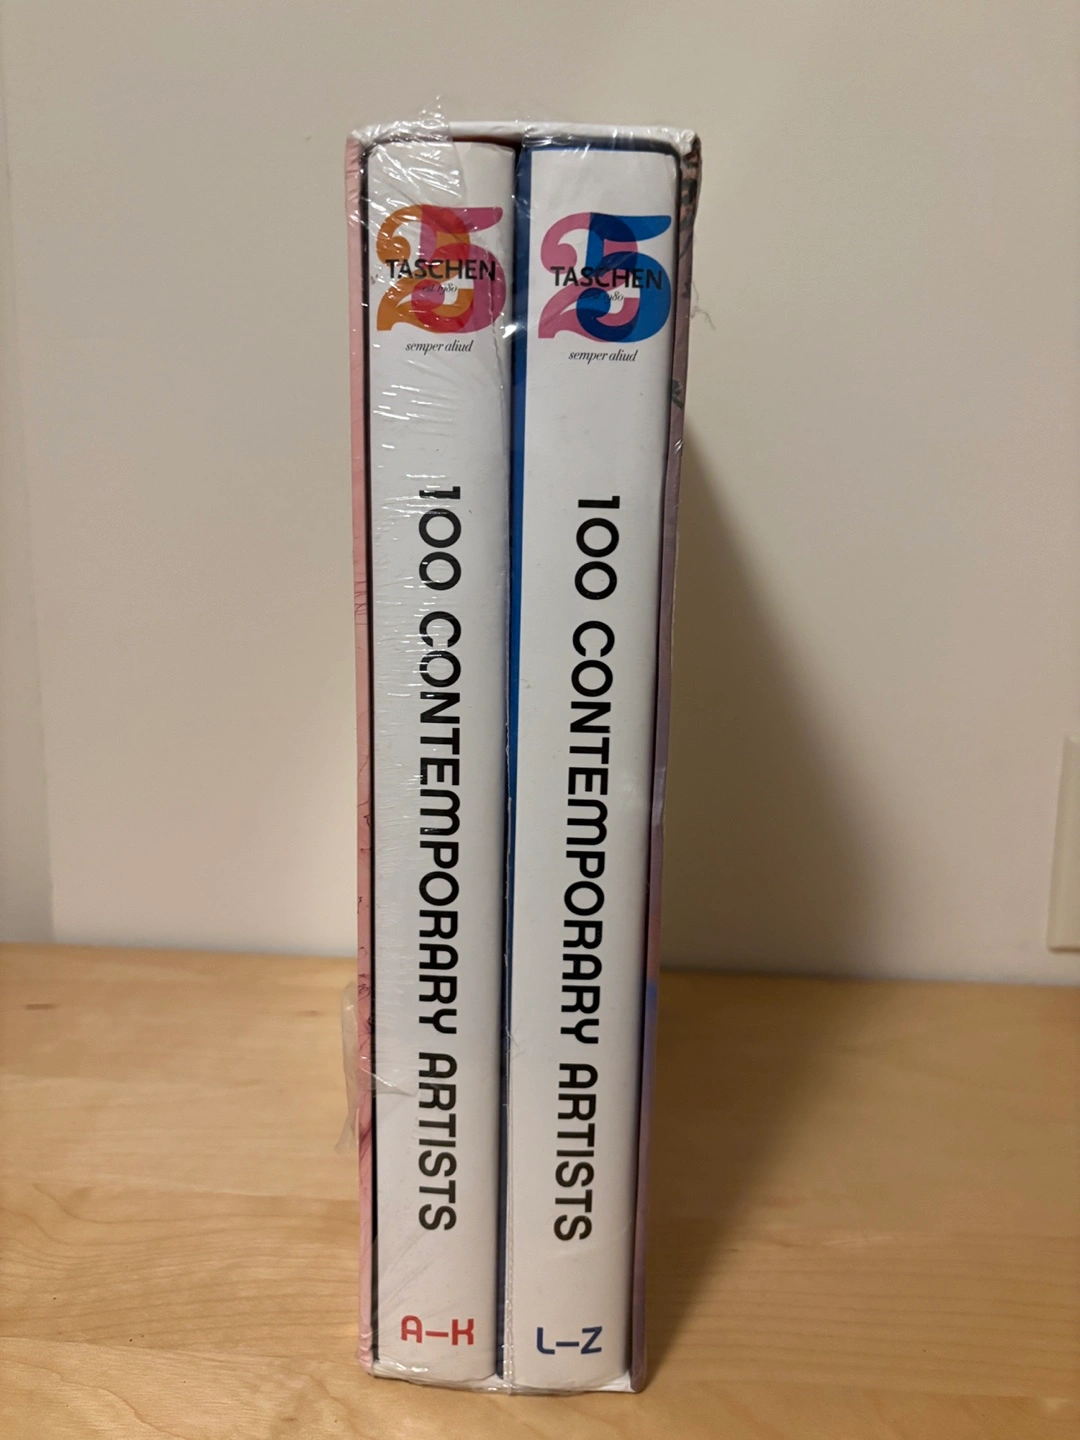 25
TASCHEN
est. 1980
semper aliud
100 CONTEMPORARY ARTISTS
A–K
25
TASCHEN
est. 1980
semper aliud
100 CONTEMPORARY ARTISTS
L–Z